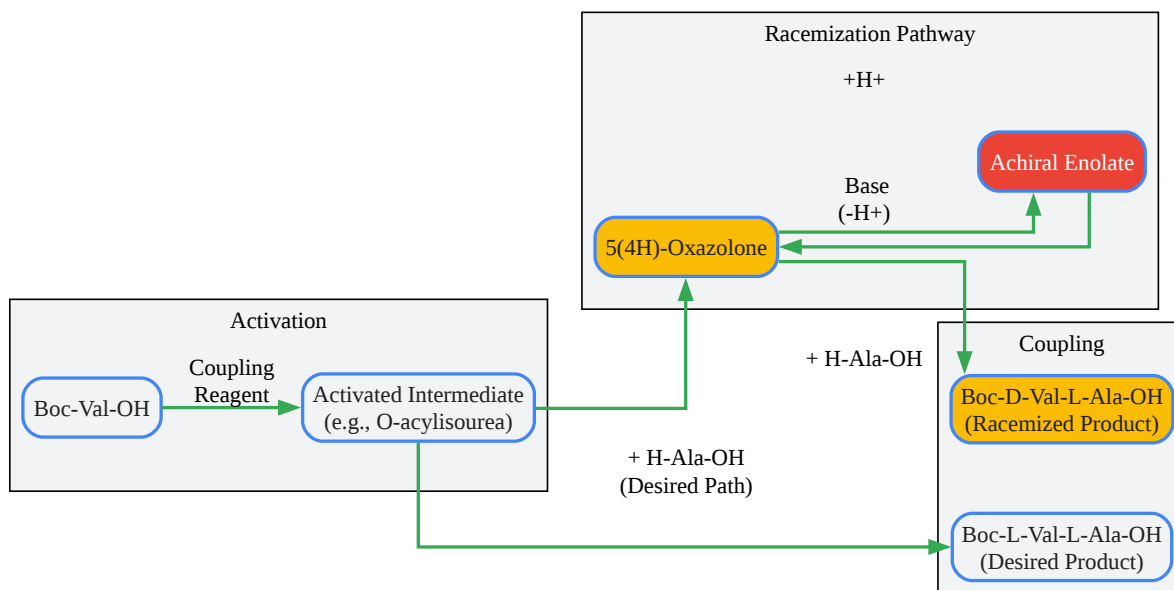 Racemization Pathway
+H+
Achiral Enolate
Base
(-H+)
5(4H)-Oxazolone
Activation
Coupling
Reagent
Boc-Val-OH
Activated Intermediate
(e.g., O-acylisourea)
+ H-Ala-OH
(Desired Path)
+ H-Ala-OH
Coupling
Boc-D-Val-L-Ala-OH
(Racemized Product)
Boc-L-Val-L-Ala-OH
(Desired Product)